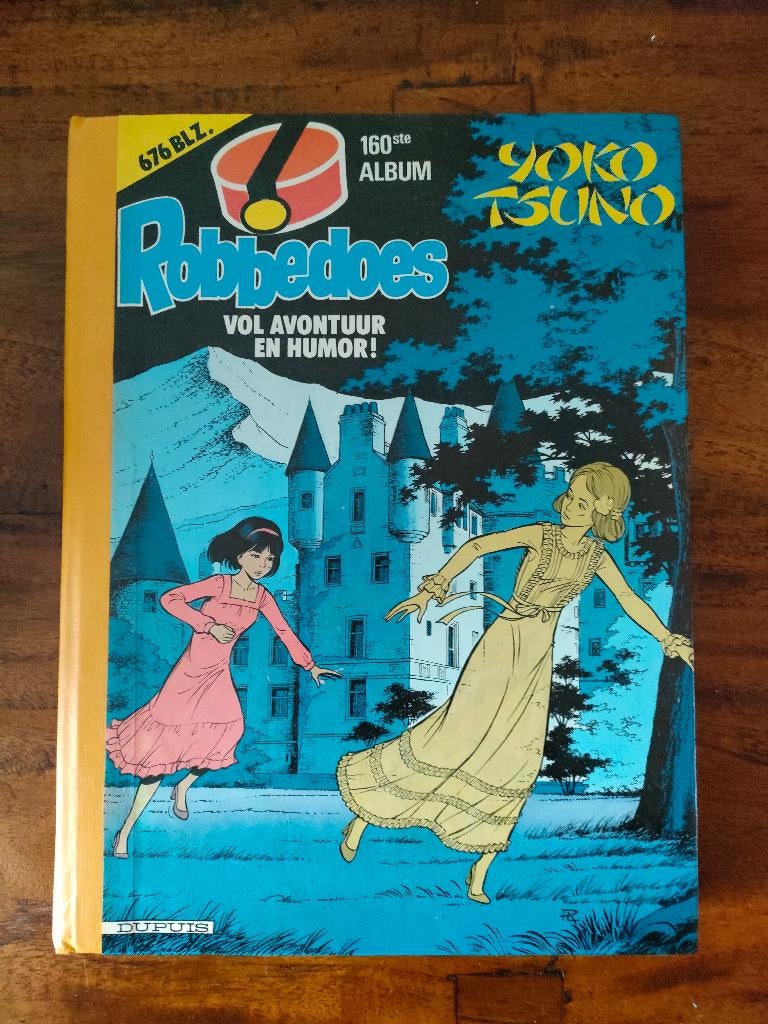 676 BLZ.
160ste
ALBUM
YOKO
TSUNO
Robbedoes
VOL AVONTUUR
EN HUMOR!
DUPUIS